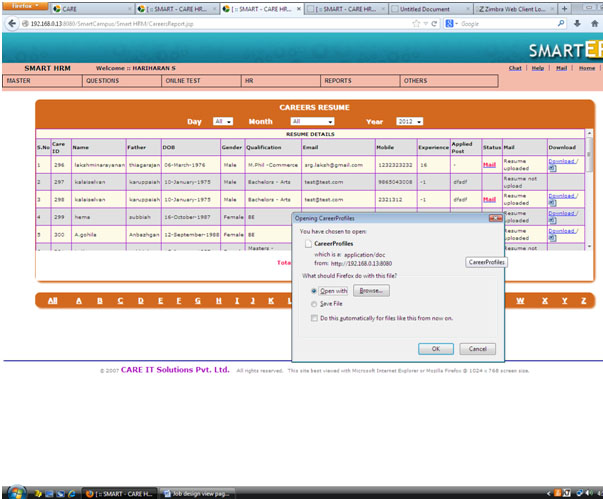 Firefox
CARE
[ :: SMART - CARE HR...
[ :: SMART - CARE HR...
[ :: SMART - CARE HR...
Untitled Document
Zimbra Web Client Lo...
192.168.0.13:8080/SmartCampus/Smart HRM/CareersReport.jsp
Google
SMARTE
SMART HRM
Welcome :: HARIHARAN S
Chat | Help | Mail | Home
MASTER QUESTIONS ONLINE TEST HR REPORTS OTHERS
CAREERS RESUME
Day All Month All Year 2012
RESUME DETAILS
S.No Care ID Name Father DOB Gender Qualification Email Mobile Experience Applied Post Status Mail Download
1 296 lakshminarayanan thiagarajan 06-March-1976 Male M.Phil -Commerce srg.laksh@gmail.com 1232323232 16 - Mail Resume uploaded Download /
2 297 kalaiselvan karuppaiah 10-January-1975 Male Bachelors - Arts test@test.com 9865043008 -1 dfadf Resume not upload
3 298 kalaiselvan karuppaiah 10-January-1975 Male Bachelors - Arts test@test.com 2321312 -1 dfadf Mail Resume uploaded Download /
4 299 hema subbiah 16-October-1987 Female BE Resume uploaded Download /
5 300 A.gohila Anbazhgan 12-September-1988 Female BE Resume uploaded Download /
Masters - Resume not
Opening CareerProfiles
You have chosen to open:
CareerProfiles
which is a: application/doc
from: http://192.168.0.13:8080
CareerProfiles
What should Firefox do with this file?
Open with Browse...
Save File
Do this automatically for files like this from now on.
OK Cancel
Tota
All A B C D E F G H I J K L W X Y Z
© 2007 CARE IT Solutions Pvt. Ltd. All rights reserved. This site best viewed with Microsoft Internet Explorer or Mozilla Firefox @ 1024 x 768 screen size.
[ :: SMART - CARE H...
Job design view pag...